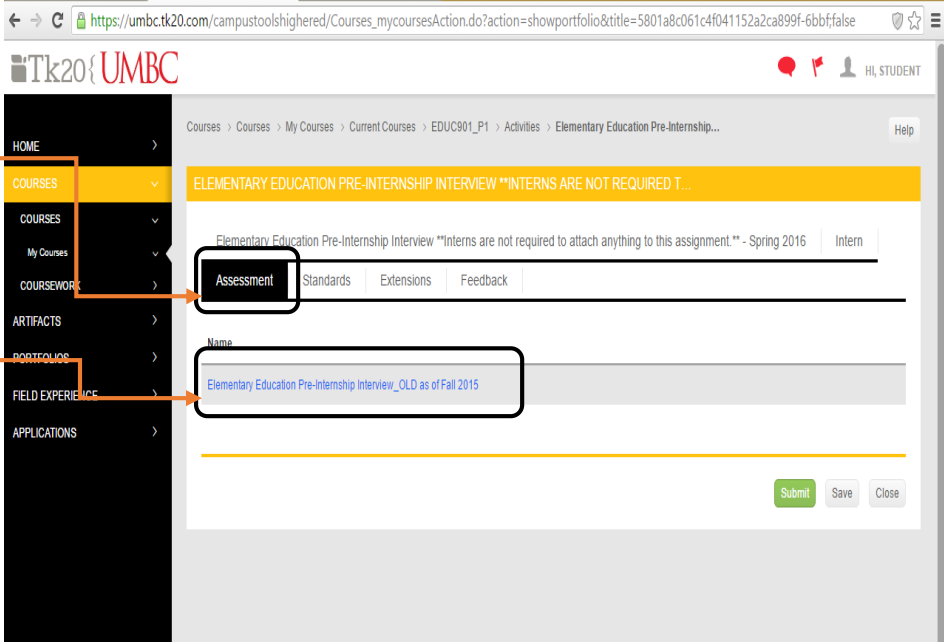 https://umbc.tk20.com/campustoolshighered/Courses_mycoursesAction.do?action=showportfolio&title=5801a8c061c4f041152a2ca899f-6bbf;false
Tk20{UMBC
HI, STUDENT
Courses > Courses > My Courses > Current Courses > EDUC901_P1 > Activities > Elementary Education Pre-Internship...
Help
HOME
COURSES
COURSES
My Courses
COURSEWORK
ARTIFACTS
PORTFOLIOS
FIELD EXPERIENCE
APPLICATIONS
ELEMENTARY EDUCATION PRE-INTERNSHIP INTERVIEW **INTERNS ARE NOT REQUIRED T...
Elementary Education Pre-Internship Interview **Interns are not required to attach anything to this assignment.** - Spring 2016 Intern
Assessment Standards Extensions Feedback
Name
Elementary Education Pre-Internship Interview_OLD as of Fall 2015
Submit Save Close